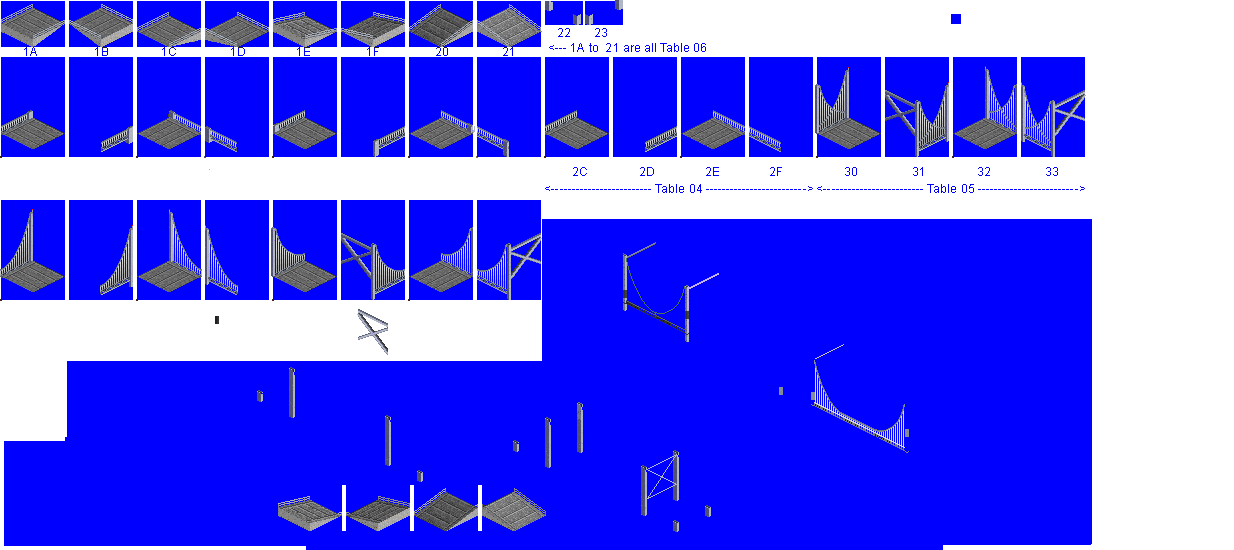 22 23
1A 1B 1C 1D 1E 1F 20 21
<--- 1A to 21 are all Table 06
2C 2D 2E 2F 30 31 32 33
<----------------------- Table 04 -----------------------> <----------------------- Table 05 ----------------------->